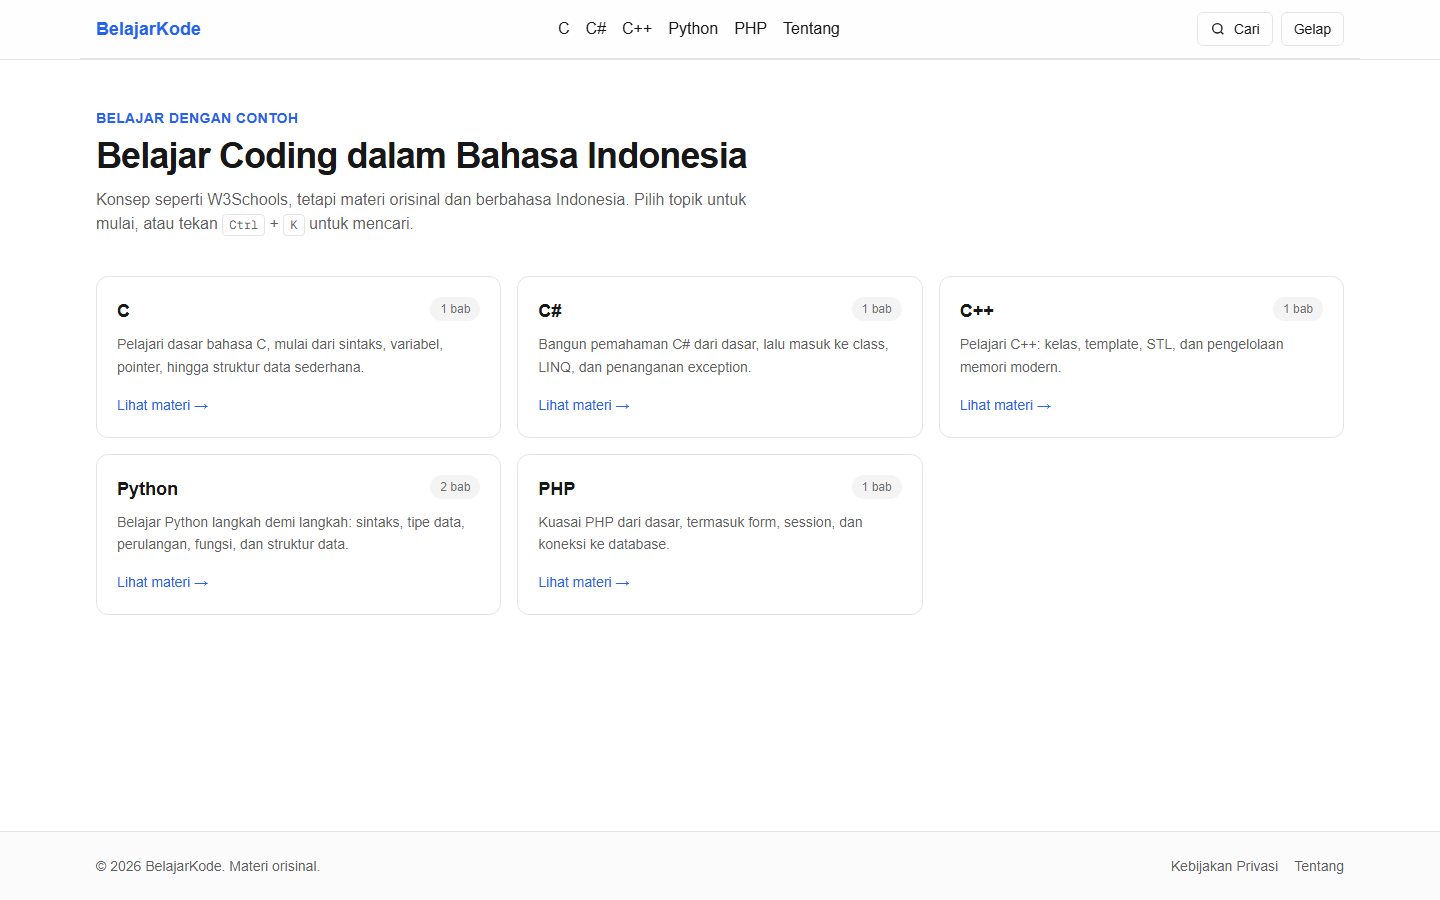 BelajarKode
C C# C++ Python PHP Tentang
Cari
Gelap
BELAJAR DENGAN CONTOH
Belajar Coding dalam Bahasa Indonesia
Konsep seperti W3Schools, tetapi materi orisinal dan berbahasa Indonesia. Pilih topik untuk
mulai, atau tekan Ctrl + K untuk mencari.
C
1 bab
Pelajari dasar bahasa C, mulai dari sintaks, variabel,
pointer, hingga struktur data sederhana.
Lihat materi →
C#
1 bab
Bangun pemahaman C# dari dasar, lalu masuk ke class,
LINQ, dan penanganan exception.
Lihat materi →
C++
1 bab
Pelajari C++: kelas, template, STL, dan pengelolaan
memori modern.
Lihat materi →
Python
2 bab
Belajar Python langkah demi langkah: sintaks, tipe data,
perulangan, fungsi, dan struktur data.
Lihat materi →
PHP
1 bab
Kuasai PHP dari dasar, termasuk form, session, dan
koneksi ke database.
Lihat materi →
© 2026 BelajarKode. Materi orisinal.
Kebijakan Privasi Tentang